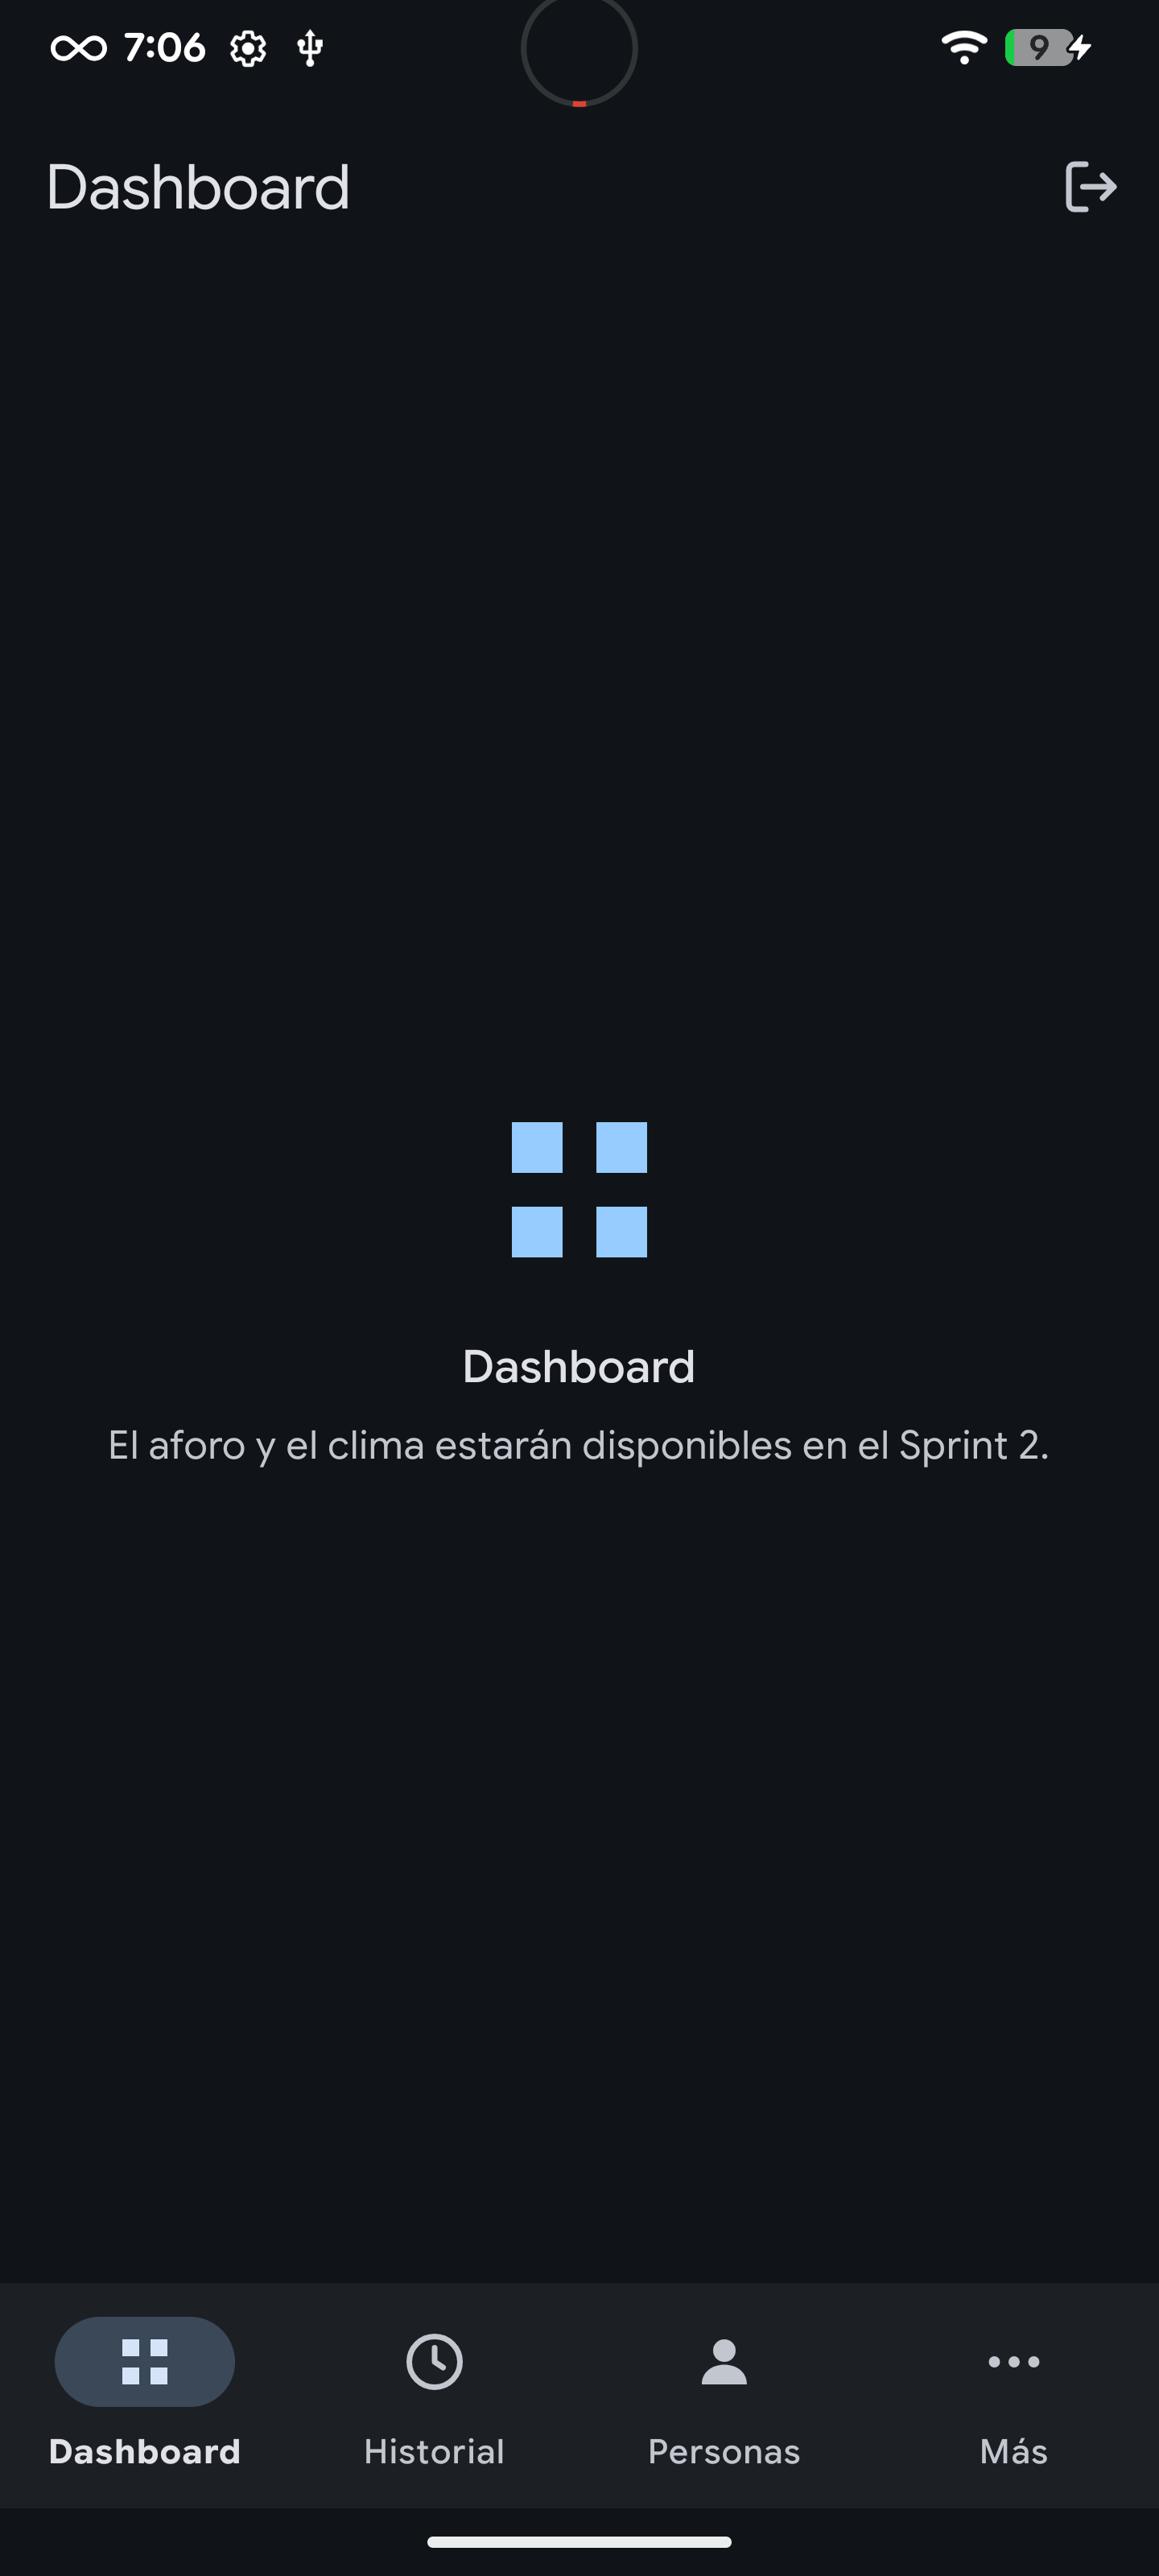 7:06
9
Dashboard
Dashboard
El aforo y el clima estarán disponibles en el Sprint 2.
Dashboard
Historial
Personas
Más